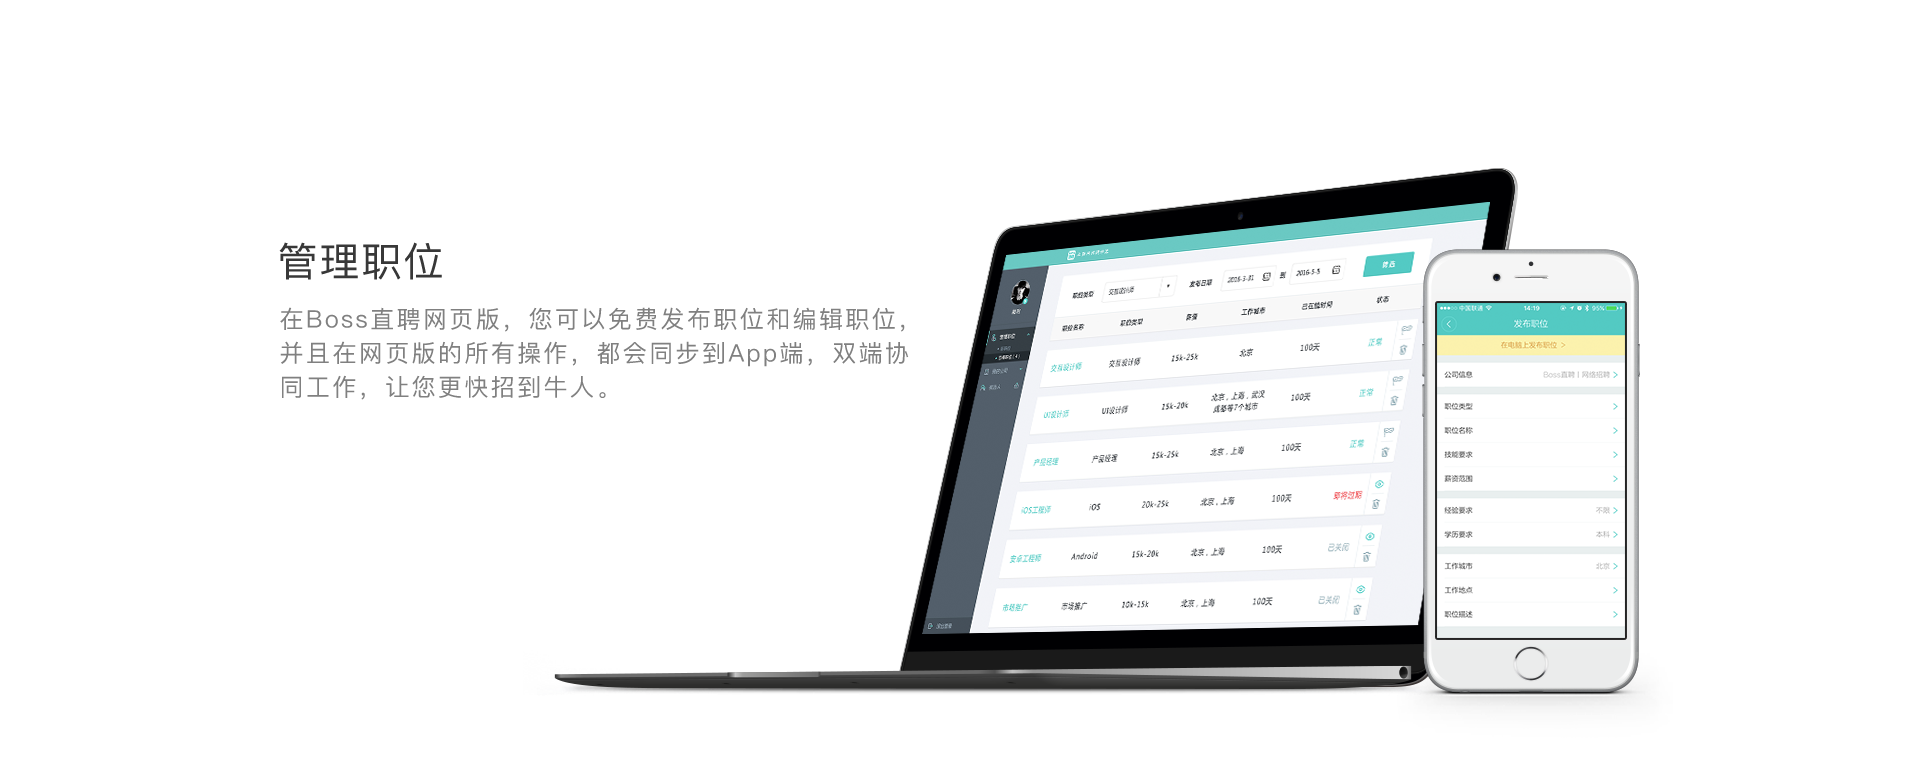 管理职位
在Boss直聘网页版，您可以免费发布职位和编辑职位，
并且在网页版的所有操作，都会同步到App端，双端协
同工作，让您更快招到牛人。
职位类型 交互设计师 发布日期 2016-3-31 到 2016-5-5 筛选
职位名称 职位类型 薪资 工作城市 已在线时间 状态
管理职位
交互设计师 交互设计师 15k-25k 北京 100天 正常
UI设计师 UI设计师 15k-20k 北京，上海，武汉 100天 正常
成都等7个城市
产品经理 产品经理 15k-25k 北京，上海 100天 正常
iOS工程师 iOS 20k-25k 北京，上海 100天 即将过期
安卓工程师 Android 15k-20k 北京，上海 100天 已关闭
市场推广 市场推广 10k-15k 北京，上海 100天 已关闭
中国联通 14:19 95%
发布职位
在电脑上发布职位
公司信息 Boss直聘 | 网络招聘
职位类型
职位名称
技能要求
薪资范围
经验要求 不限
学历要求 本科
工作城市 北京
工作地点
职位描述